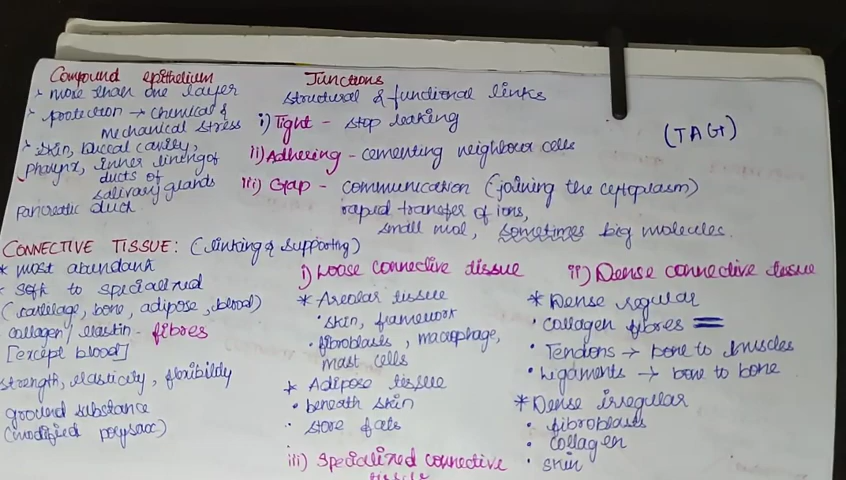 Compound epithelium
more than one layer
protection → chemical &
mechanical stress
skin, buccal cavity,
pharynx, inner lining of
ducts of
salivary glands
pancreatic duct
Junctions
structural & functional links
i) Tight - stop leaking
ii) Adhering - cementing neighbour cells
iii) Gap - communication (joining the cytoplasm)
rapid transfer of ions,
small mol, sometimes big molecules.
(TAG)
CONNECTIVE TISSUE: (linking & supporting)
* most abundant
* soft to specialized
(cartilage, bone, adipose, blood)
collagen/elastin - fibres
[except blood]
strength, elasticity, flexibility
ground substance
(modified polysacc)
i) Loose connective tissue
* Areolar tissue
• skin, framework
• fibroblasts, macrophage,
mast cells
* Adipose tissue
• beneath skin
• store fats
iii) Specialized connective
tissue
ii) Dense connective tissue
* Dense regular
• collagen fibres
• Tendons → bone to muscles
• Ligaments → bone to bone
* Dense irregular
• fibroblasts
• collagen
• skin